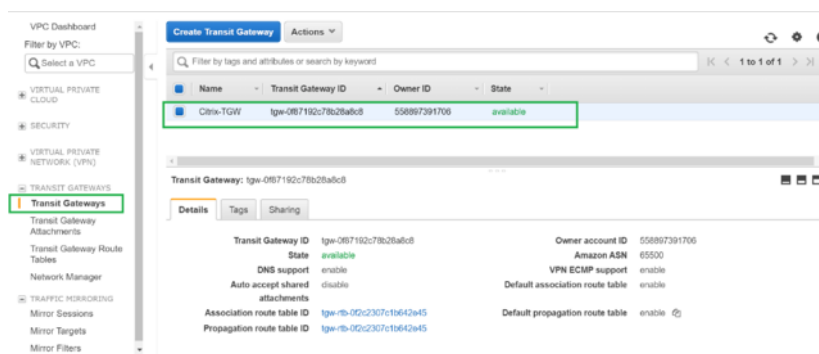 VPC Dashboard
Filter by VPC:
Select a VPC
VIRTUAL PRIVATE
CLOUD
SECURITY
VIRTUAL PRIVATE
NETWORK (VPN)
TRANSIT GATEWAYS
Transit Gateways
Transit Gateway
Attachments
Transit Gateway Route
Tables
Network Manager
TRAFFIC MIRRORING
Mirror Sessions
Mirror Targets
Mirror Filters
Create Transit Gateway Actions
Filter by tags and attributes or search by keyword
1 to 1 of 1
Name Transit Gateway ID Owner ID State
Citrix-TGW tgw-0f87192c78b28a8c8 558897391706 available
Transit Gateway: tgw-0f87192c78b28a8c8
Details Tags Sharing
Transit Gateway ID tgw-0f87192c78b28a8c8 Owner account ID 558897391706
State available Amazon ASN 65500
DNS support enable VPN ECMP support enable
Auto accept shared attachments disable Default association route table enable
Association route table ID tgw-rtb-0f2c2307c1b642e45 Default propagation route table enable
Propagation route table ID tgw-rtb-0f2c2307c1b642e45